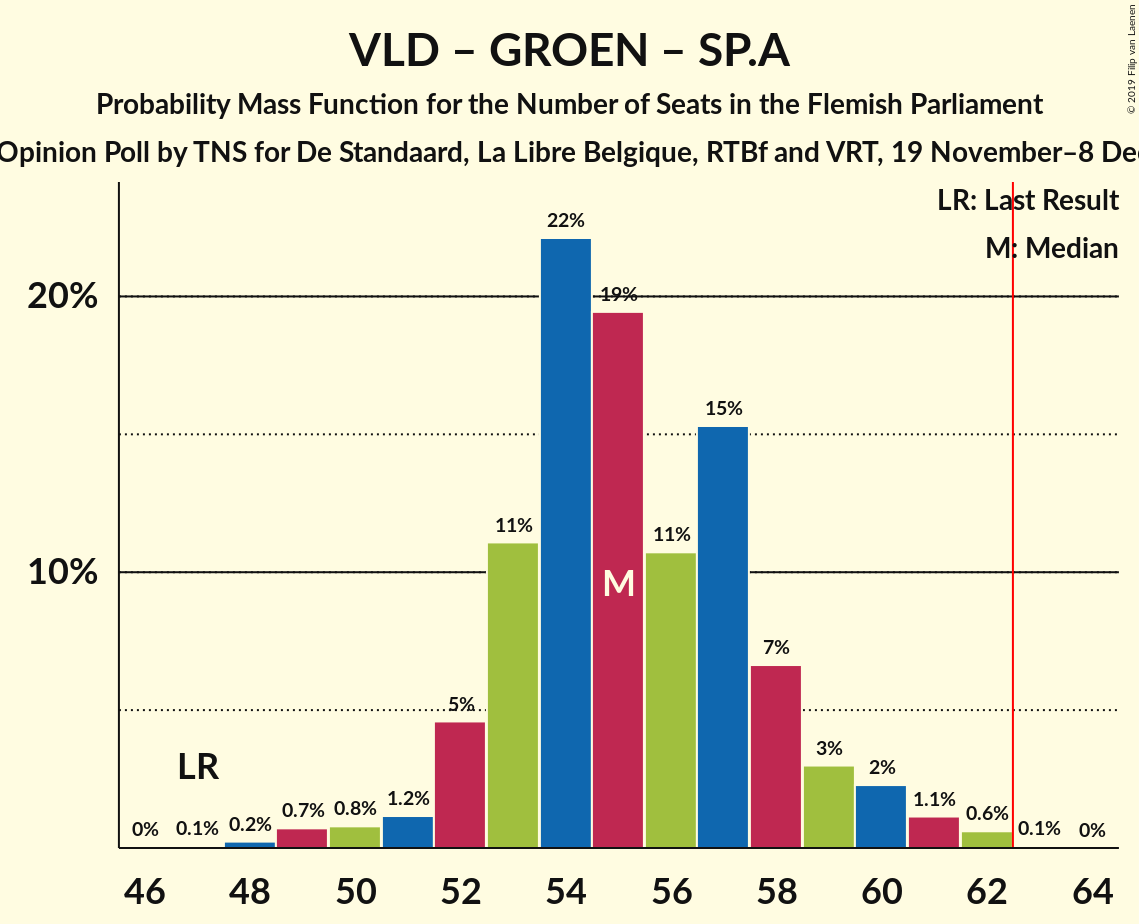 VLD – GROEN – SP.A
Probability Mass Function for the Number of Seats in the Flemish Parliament
Opinion Poll by TNS for De Standaard, La Libre Belgique, RTBf and VRT, 19 November–8
© 2019 Filip van Laenen
LR: Last Result
M: Median
22%
20%
19%
15%
11%
11%
10%
M
7%
5%
LR
3%
2%
1.2%
1.1%
0.8%
0.7%
0.6%
0.2%
0.1%
0%
0.1%
0%
46 48 50 52 54 56 58 60 62 64